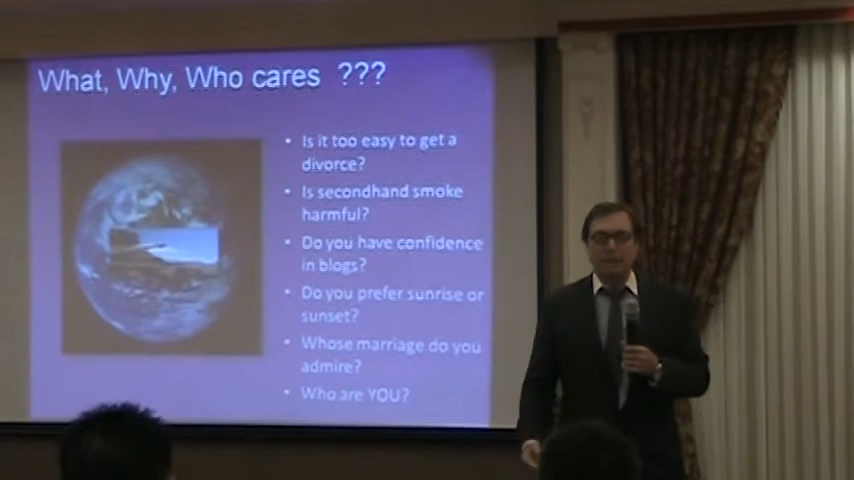 What, Why, Who cares ???
• Is it too easy to get a
divorce?
• Is secondhand smoke
harmful?
• Do you have confidence
in blogs?
• Do you prefer sunrise or
sunset?
• Whose marriage do you
admire?
• Who are YOU?